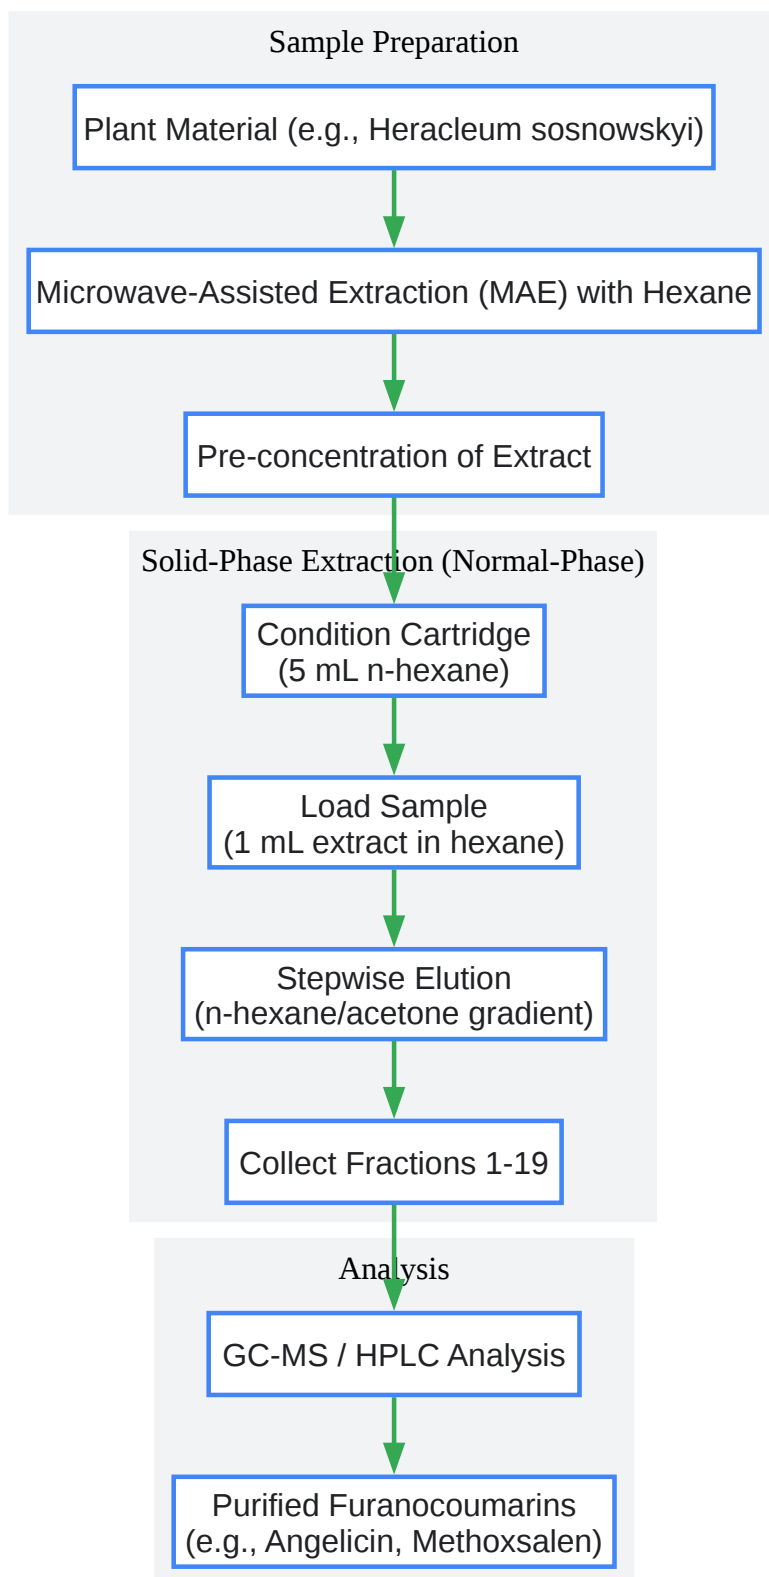 Sample Preparation
Plant Material (e.g., Heracleum sosnowskyi)
Microwave-Assisted Extraction (MAE) with Hexane
Pre-concentration of Extract
Solid-Phase Extraction (Normal-Phase)
Condition Cartridge
(5 mL n-hexane)
Load Sample
(1 mL extract in hexane)
Stepwise Elution
(n-hexane/acetone gradient)
Collect Fractions 1-19
Analysis
GC-MS / HPLC Analysis
Purified Furanocoumarins
(e.g., Angelicin, Methoxsalen)